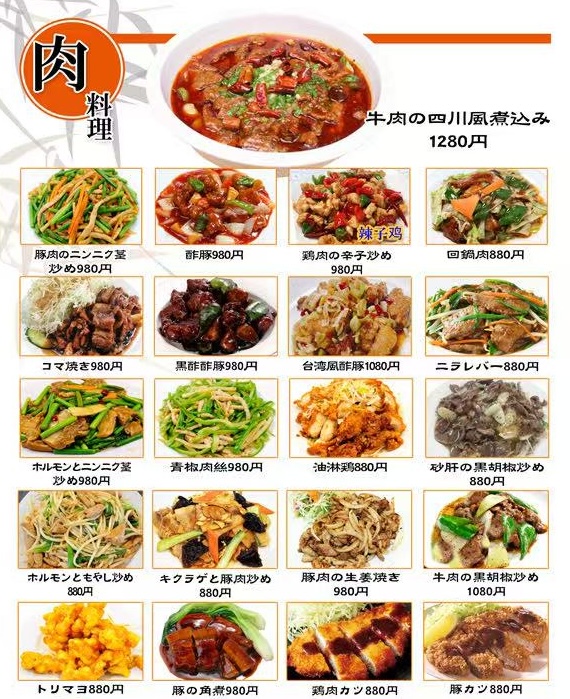 肉
料理
牛肉の四川風煮込み
1280円
豚肉のニンニク茎
炒め980円
酢豚980円
辣子鸡
鶏肉の辛子炒め
980円
回鍋肉880円
コマ焼き980円
黒酢酢豚980円
台湾風酢豚1080円
ニラレバー880円
ホルモンとニンニク茎
炒め980円
青椒肉絲980円
油淋鶏880円
砂肝の黒胡椒炒め
880円
ホルモンともやし炒め
880円
キクラゲと豚肉炒め
880円
豚肉の生姜焼き
980円
牛肉の黒胡椒炒め
1080円
トリマヨ880円
豚の角煮980円
鶏肉カツ880円
豚カツ880円